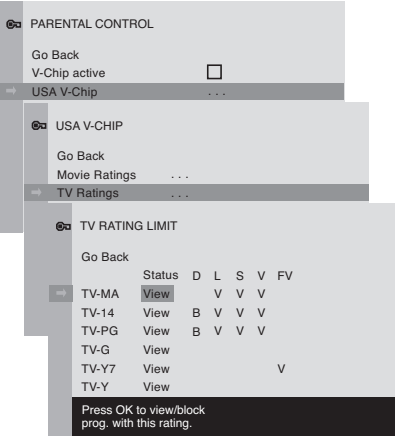 PARENTAL CONTROL
Go Back
V-Chip active
USA V-Chip . . .
USA V-CHIP
Go Back
Movie Ratings . . .
TV Ratings . . .
TV RATING LIMIT
Go Back
Status D L S V FV
TV-MA View V V V
TV-14 View B V V V
TV-PG View B V V V
TV-G View
TV-Y7 View V
TV-Y View
Press OK to view/block
prog. with this rating.